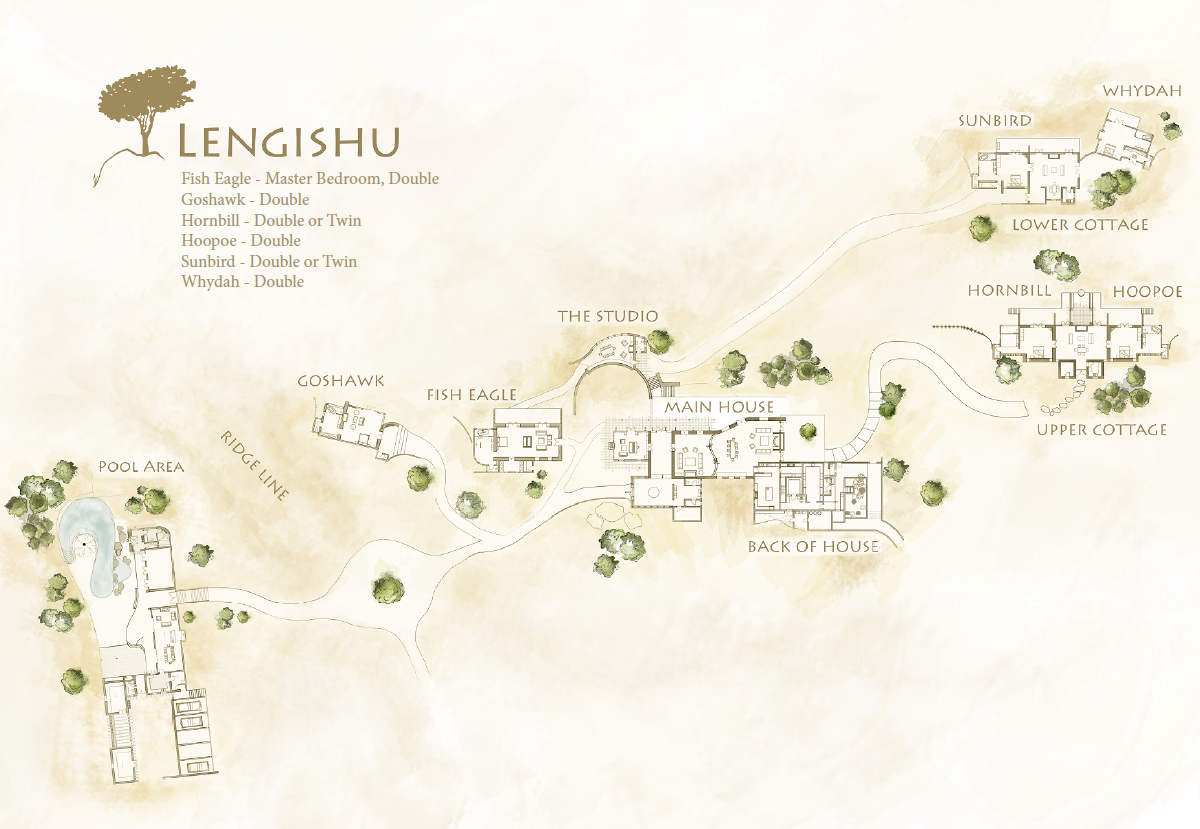 LENGISHU
Fish Eagle - Master Bedroom, Double
Goshawk - Double
Hornbill - Double or Twin
Hoopoe - Double
Sunbird - Double or Twin
Whydah - Double
WHYDAH
SUNBIRD
LOWER COTTAGE
HORNBILL
HOOPOE
THE STUDIO
GOSHAWK
FISH EAGLE
MAIN HOUSE
UPPER COTTAGE
RIDGE LINE
POOL AREA
BACK OF HOUSE